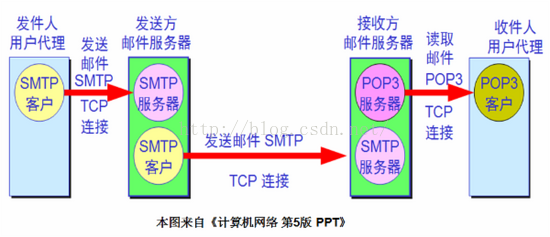 发件人
用户代理
SMTP
客户
发送
邮件
SMTP
TCP
连接
发送方
邮件服务器
SMTP
服务器
SMTP
客户
发送邮件 SMTP
TCP 连接
接收方
邮件服务器
POP3
服务器
SMTP
服务器
读取
邮件
POP3
TCP
连接
收件人
用户代理
POP3
客户
http://blog.csdn.net/
本图来自《计算机网络 第5版 PPT》